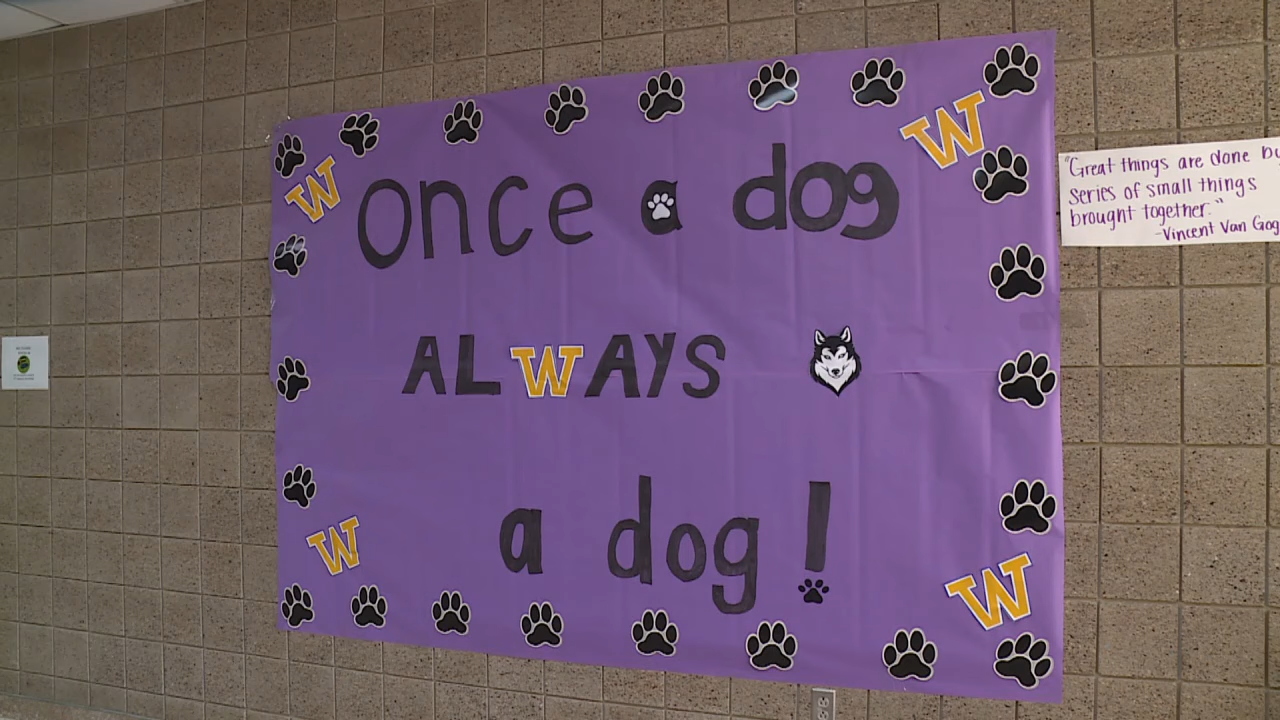 Once a dog
ALWAYS
a dog!
W
W
W
W
"Great things are done by
series of small things
brought together."
-Vincent Van Gog